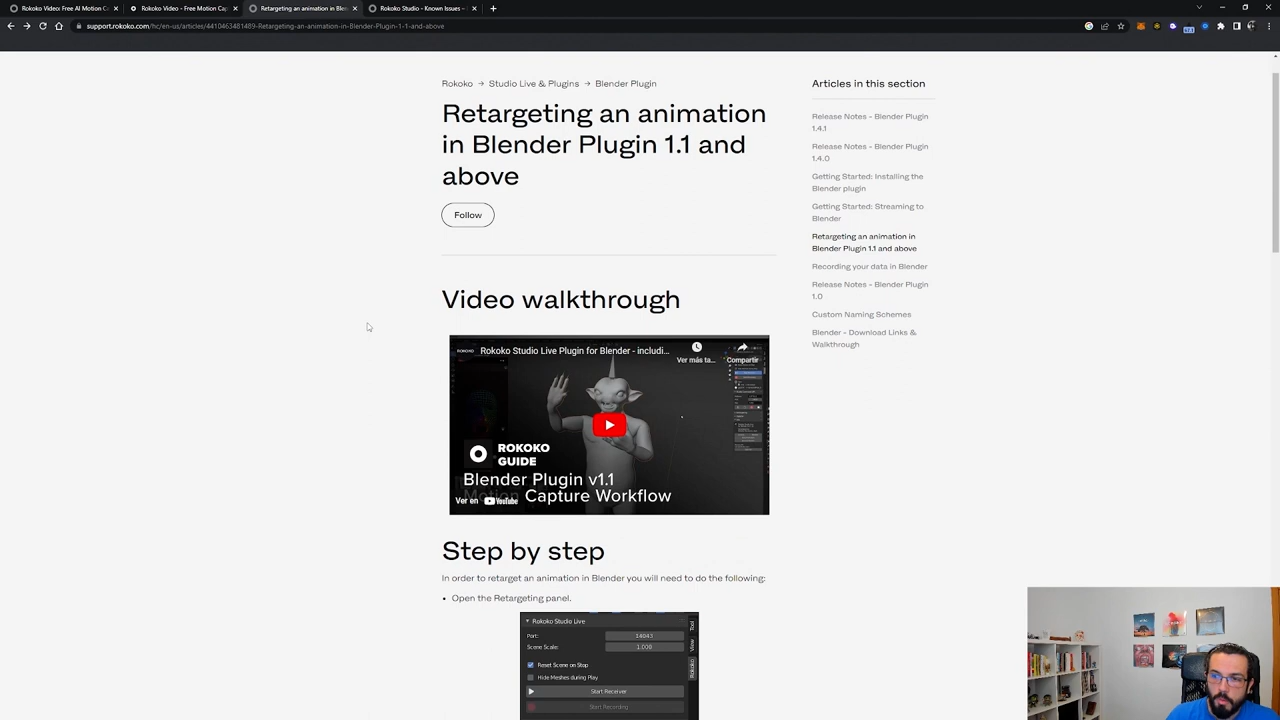 Rokoko Video: Free AI Motion C
Rokoko Video - Free Motion Cap
Retargeting an animation in Blen
Rokoko Studio - Known Issues –
support.rokoko.com/hc/en-us/articles/4410463481489-Retargeting-an-animation-in-Blender-Plugin-1-1-and-above
Rokoko → Studio Live & Plugins → Blender Plugin
Retargeting an animation
in Blender Plugin 1.1 and
above
Follow
Video walkthrough
ROKOKO
Rokoko Studio Live Plugin for Blender - includi...
Ver más ta...
Compartir
ROKOKO
GUIDE
Blender Plugin v1.1
Motion Capture Workflow
Ver en YouTube
Step by step
In order to retarget an animation in Blender you will need to do the following:
• Open the Retargeting panel.
Rokoko Studio Live
Port: 14043
Scene Scale: 1.000
Reset Scene on Stop
Hide Meshes during Play
Start Receiver
Start Recording
Tool
View
Rokoko
Articles in this section
Release Notes - Blender Plugin
1.4.1
Release Notes - Blender Plugin
1.4.0
Getting Started: Installing the
Blender plugin
Getting Started: Streaming to
Blender
Retargeting an animation in
Blender Plugin 1.1 and above
Recording your data in Blender
Release Notes - Blender Plugin
1.0
Custom Naming Schemes
Blender - Download Links &
Walkthrough